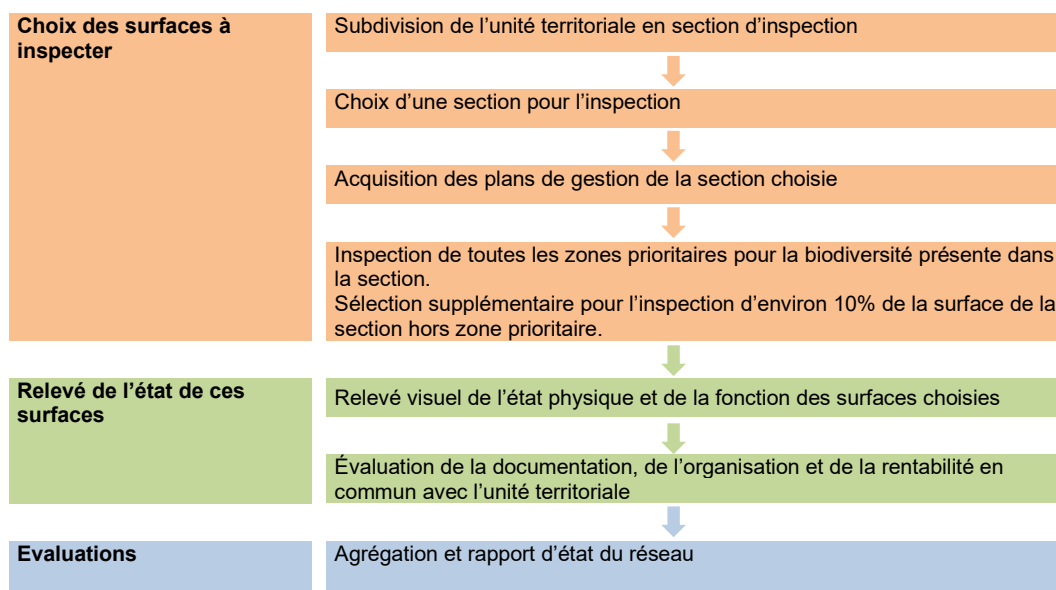 Choix des surfaces à
inspecter
Subdivision de l’unité territoriale en section d’inspection
Choix d’une section pour l’inspection
Acquisition des plans de gestion de la section choisie
Inspection de toutes les zones prioritaires pour la biodiversité présente dans
la section.
Sélection supplémentaire pour l’inspection d’environ 10% de la surface de la
section hors zone prioritaire.
Relevé de l’état de ces
surfaces
Relevé visuel de l’état physique et de la fonction des surfaces choisies
Évaluation de la documentation, de l’organisation et de la rentabilité en
commun avec l’unité territoriale
Evaluations
Agrégation et rapport d’état du réseau